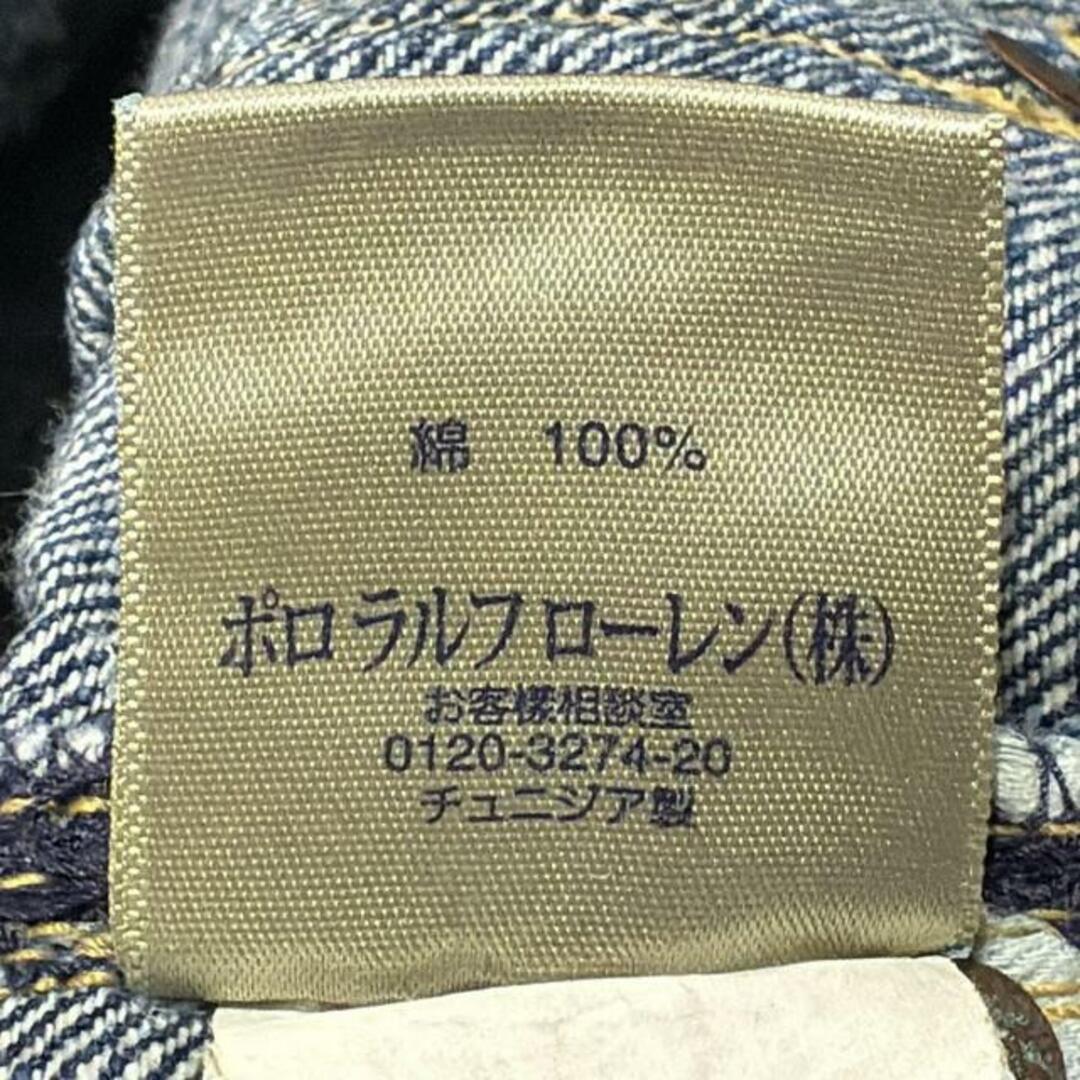 綿 100%
ポロ ラルフ ローレン(株)
お客様相談室
0120-3274-20
チュニジア製